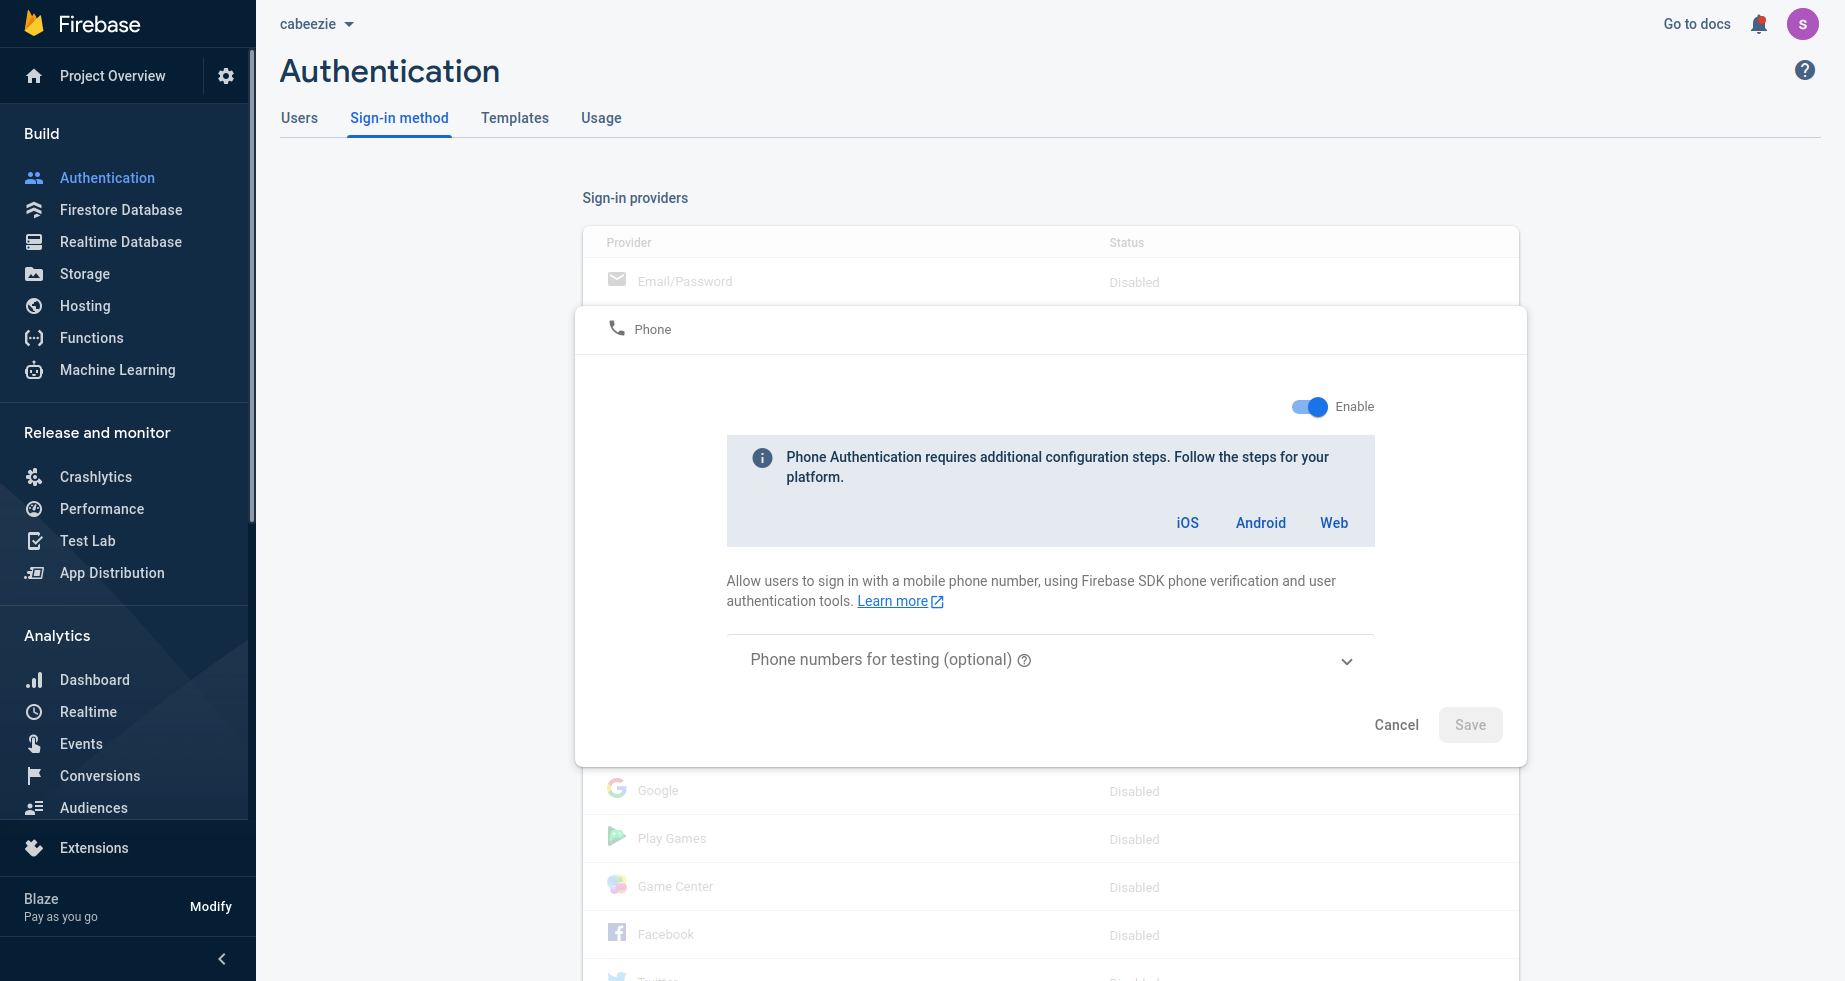 Firebase
Project Overview
Build
Authentication
Firestore Database
Realtime Database
Storage
Hosting
Functions
Machine Learning
Release and monitor
Crashlytics
Performance
Test Lab
App Distribution
Analytics
Dashboard
Realtime
Events
Conversions
Audiences
Extensions
Blaze
Pay as you go
Modify
cabeezie
Go to docs
S
Authentication
Users Sign-in method Templates Usage
Sign-in providers
Provider Status
Email/Password Disabled
Phone
Enable
Phone Authentication requires additional configuration steps. Follow the steps for your
platform.
iOS Android Web
Allow users to sign in with a mobile phone number, using Firebase SDK phone verification and user
authentication tools. Learn more
Phone numbers for testing (optional)
Cancel Save
Google Disabled
Play Games Disabled
Game Center Disabled
Facebook Disabled